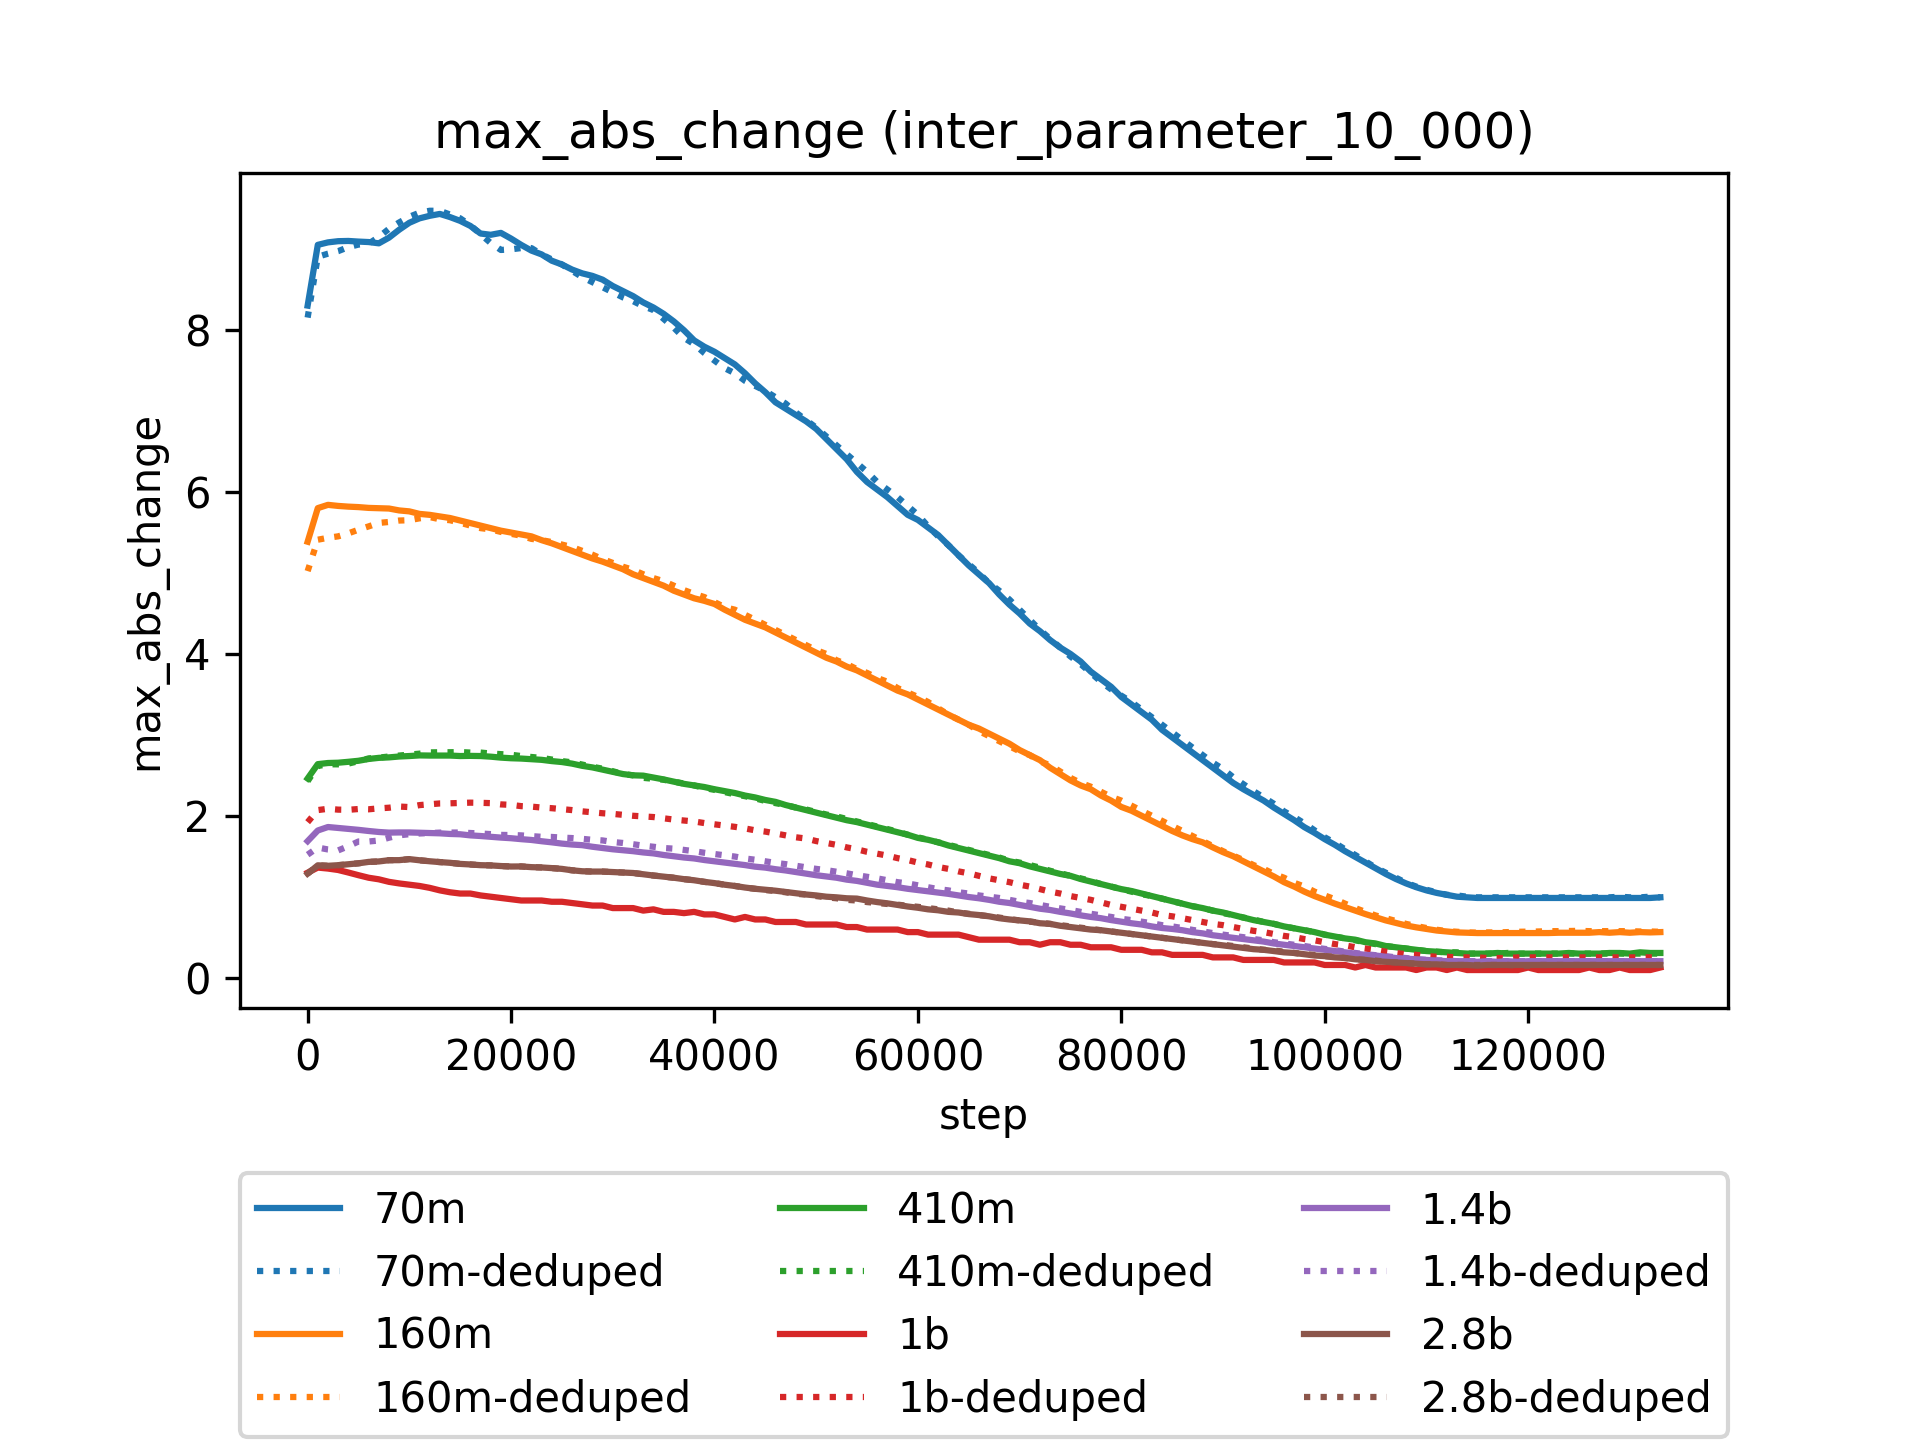 max_abs_change (inter_parameter_10_000)
max_abs_change
8
6
4
2
0
0 20000 40000 60000 80000 100000 120000
step
70m 410m 1.4b
70m-deduped 410m-deduped 1.4b-deduped
160m 1b 2.8b
160m-deduped 1b-deduped 2.8b-deduped